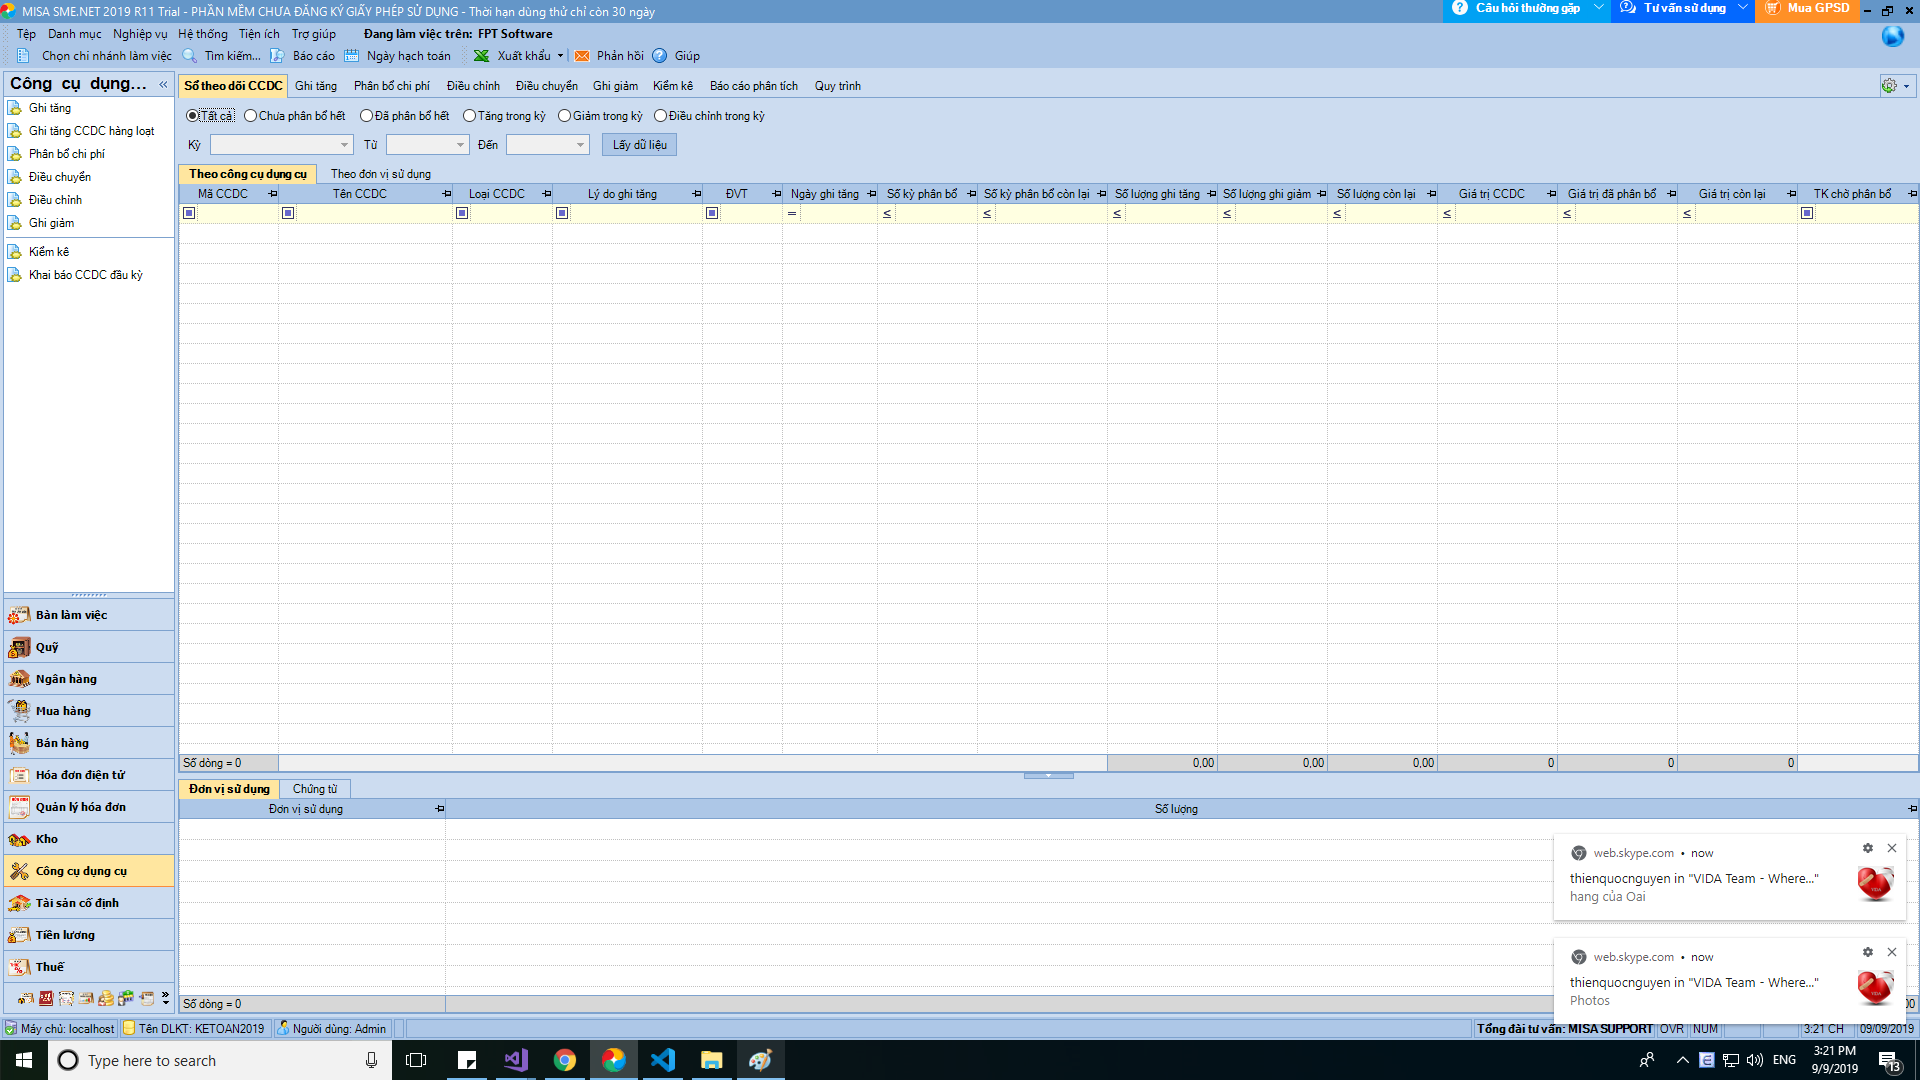 MISA SME.NET 2019 R11 Trial - PHẦN MỀM CHƯA ĐĂNG KÝ GIẤY PHÉP SỬ DỤNG - Thời hạn dùng thử chỉ còn 30 ngày
Câu hỏi thường gặp
Tư vấn sử dụng
Mua GPSD
Tệp Danh mục Nghiệp vụ Hệ thống Tiện ích Trợ giúp Đang làm việc trên: FPT Software
Chọn chi nhánh làm việc Tìm kiếm... Báo cáo Ngày hạch toán Xuất khẩu Phản hồi Giúp
Công cụ dụng...
Ghi tăng
Ghi tăng CCDC hàng loạt
Phân bổ chi phí
Điều chuyển
Điều chỉnh
Ghi giảm
Kiểm kê
Khai báo CCDC đầu kỳ
Sổ theo dõi CCDC Ghi tăng Phân bổ chi phí Điều chỉnh Điều chuyển Ghi giảm Kiểm kê Báo cáo phân tích Quy trình
Tất cả Chưa phân bổ hết Đã phân bổ hết Tăng trong kỳ Giảm trong kỳ Điều chỉnh trong kỳ
Kỳ Từ Đến Lấy dữ liệu
Theo công cụ dụng cụ Theo đơn vị sử dụng
Mã CCDC Tên CCDC Loại CCDC Lý do ghi tăng ĐVT Ngày ghi tăng Số kỳ phân bổ Số kỳ phân bổ còn lại Số lượng ghi tăng Số lượng ghi giảm Số lượng còn lại Giá trị CCDC Giá trị đã phân bổ Giá trị còn lại TK chờ phân bổ
= ≤ ≤ ≤ ≤ ≤ ≤ ≤ ≤
Số dòng = 0 0,00 0,00 0,00 0 0 0
Đơn vị sử dụng Chứng từ
Đơn vị sử dụng Số lượng
Số dòng = 0 00
Bàn làm việc
Quỹ
Ngân hàng
Mua hàng
Bán hàng
Hóa đơn điện tử
Quản lý hóa đơn
Kho
Công cụ dụng cụ
Tài sản cố định
Tiền lương
Thuế
web.skype.com • now
thienquocnguyen in "VIDA Team - Where..."
hang của Oai
web.skype.com • now
thienquocnguyen in "VIDA Team - Where..."
Photos
Máy chủ: localhost Tên DLKT: KETOAN2019 Người dùng: Admin Tổng đài tư vấn: MISA SUPPORT OVR NUM 3:21 CH 09/09/2019
Type here to search
ENG
3:21 PM
9/9/2019
13